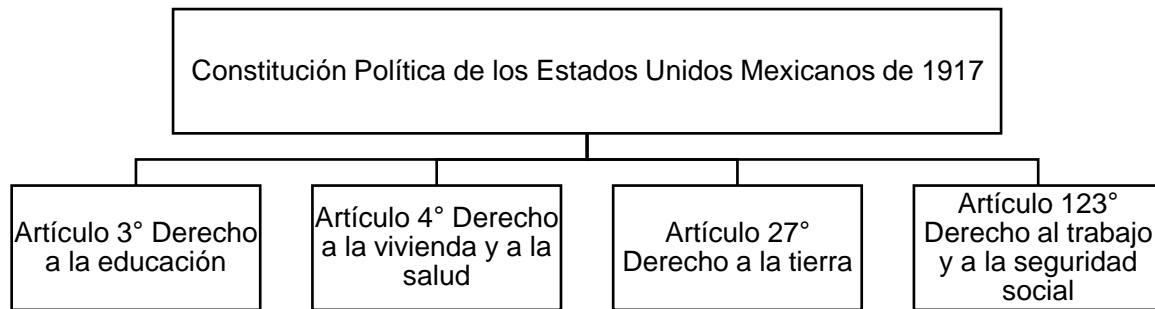 Constitución Política de los Estados Unidos Mexicanos de 1917
Artículo 3° Derecho
a la educación
Artículo 4° Derecho
a la vivienda y a la
salud
Artículo 27°
Derecho a la tierra
Artículo 123°
Derecho al trabajo
y a la seguridad
social